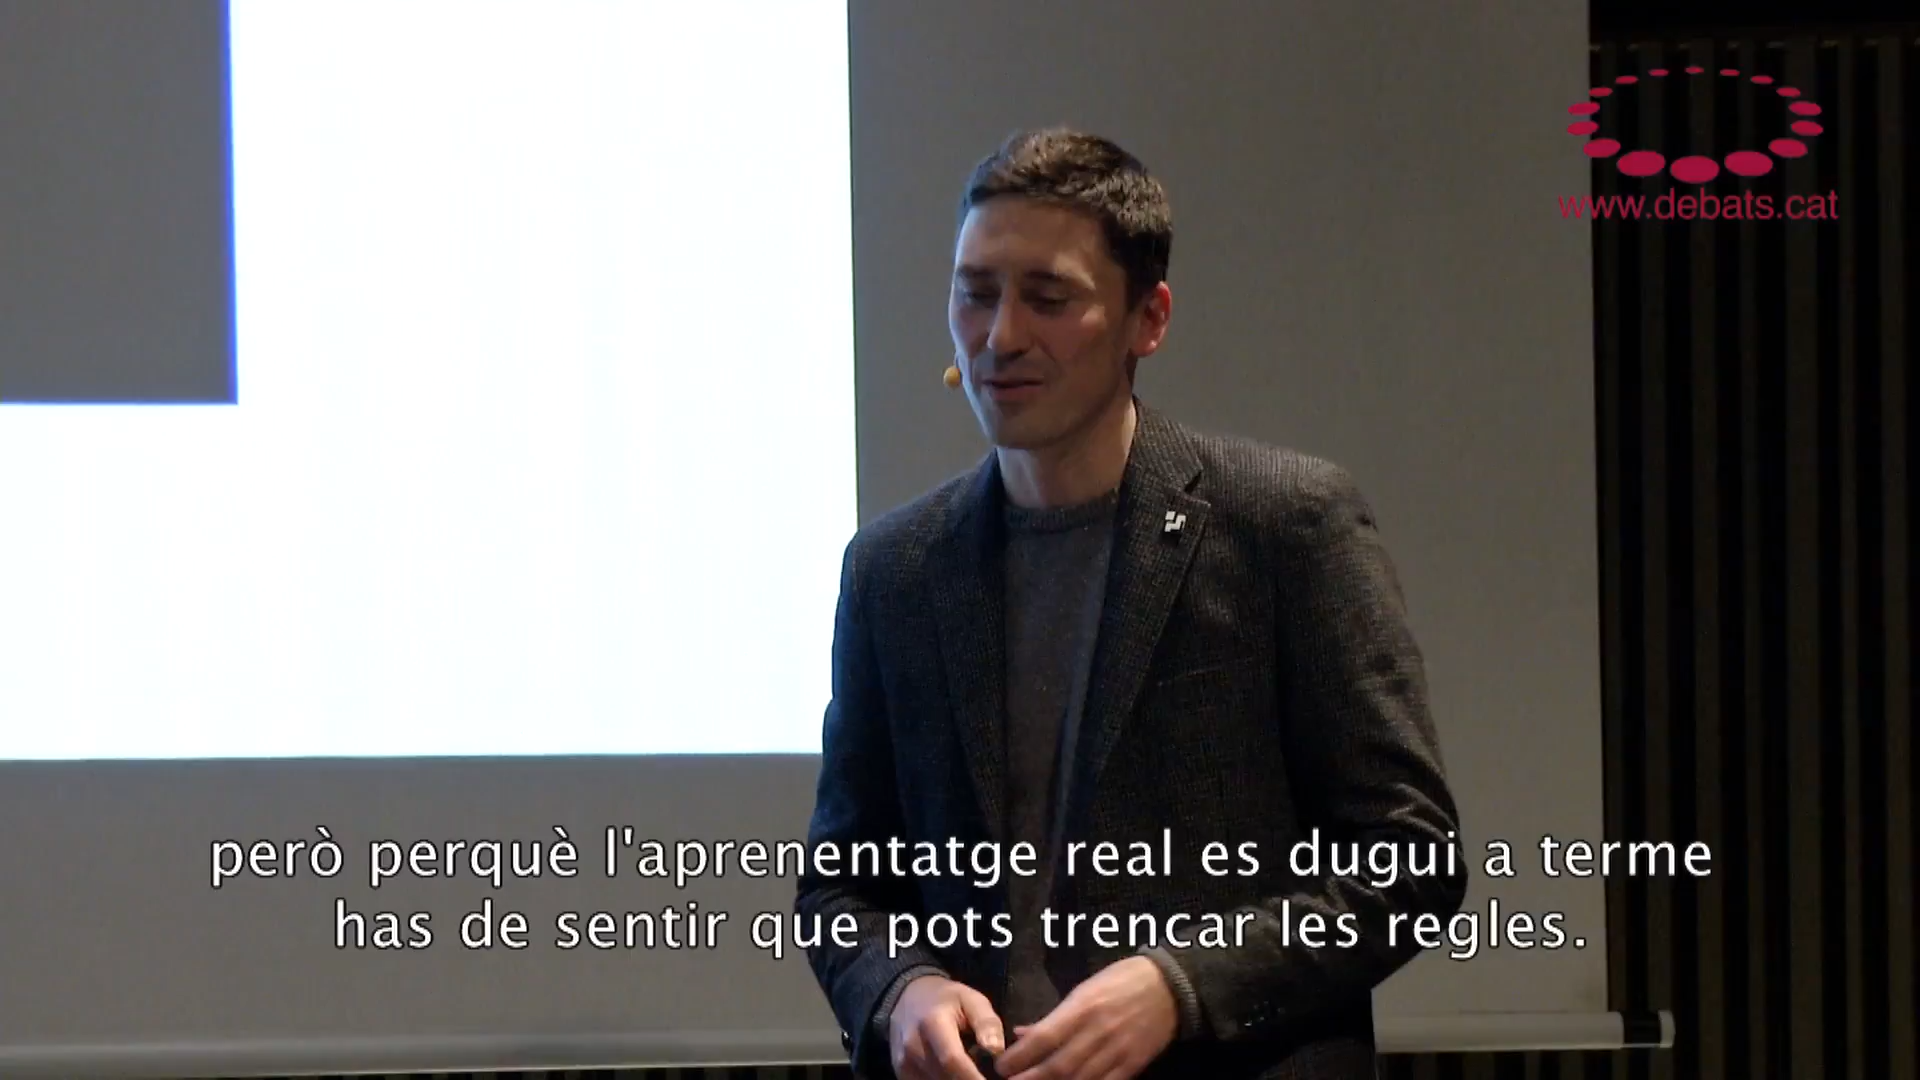 www.debats.cat
però perquè l'aprenentatge real es dugui a terme
has de sentir que pots trencar les regles.